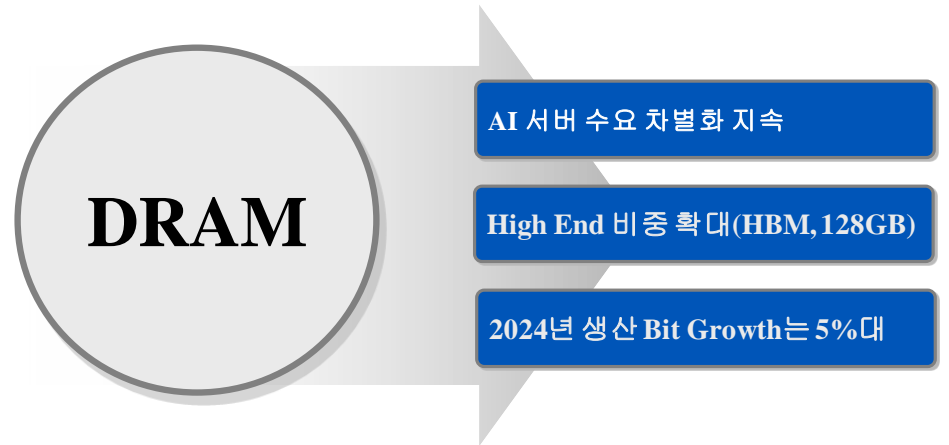 DRAM
AI 서버 수요 차별화 지속
High End 비중 확대(HBM, 128GB)
2024년 생산 Bit Growth는 5%대